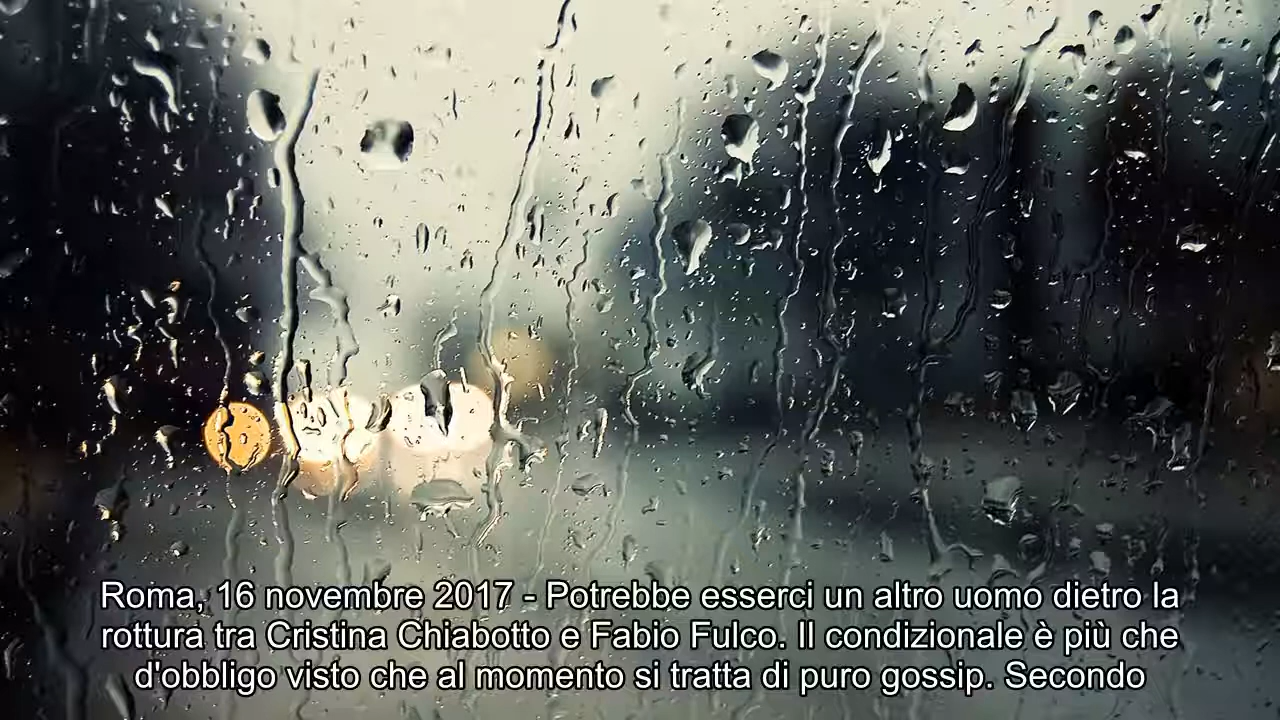 Roma, 16 novembre 2017 - Potrebbe esserci un altro uomo dietro la
rottura tra Cristina Chiabotto e Fabio Fulco. Il condizionale è più che
d'obbligo visto che al momento si tratta di puro gossip. Secondo